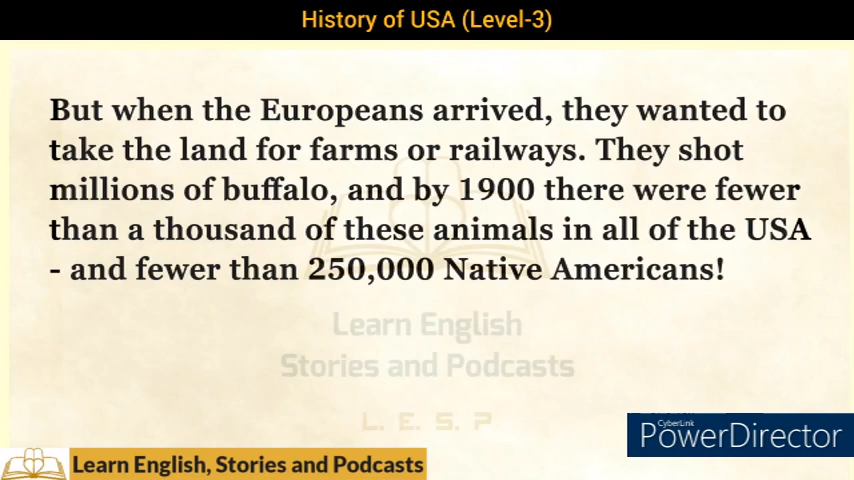 History of USA (Level-3)
But when the Europeans arrived, they wanted to
take the land for farms or railways. They shot
millions of buffalo, and by 1900 there were fewer
than a thousand of these animals in all of the USA
- and fewer than 250,000 Native Americans!
Learn English
Stories and Podcasts
L. E. S. P
CyberLink
PowerDirector
Learn English, Stories and Podcasts